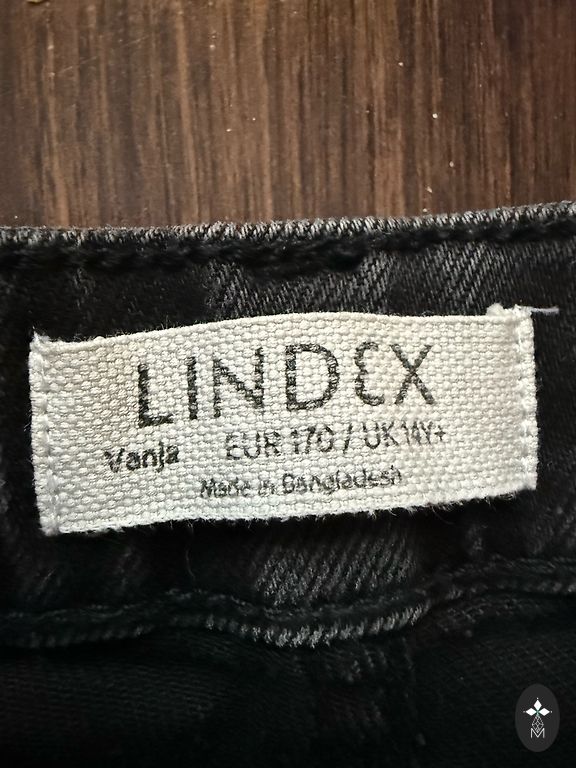 LINDEX
Vanja EUR 170 / UK 14Y+
Made in Bangladesh
M